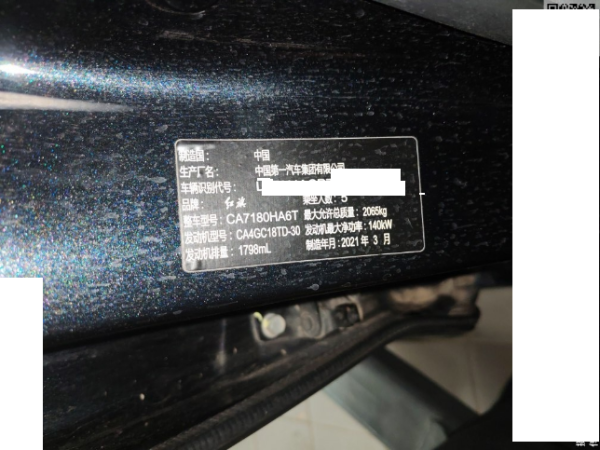 制造国： 中国
生产厂名： 中国第一汽车集团有限公司
车辆识别代号：
品牌： 红旗 乘坐人数： 5
整车型号： CA7180HA6T 最大允许总质量： 2065kg
发动机型号： CA4GC18TD-30 发动机最大净功率： 140kW
发动机排量： 1798mL 制造年月： 2021 年 3 月